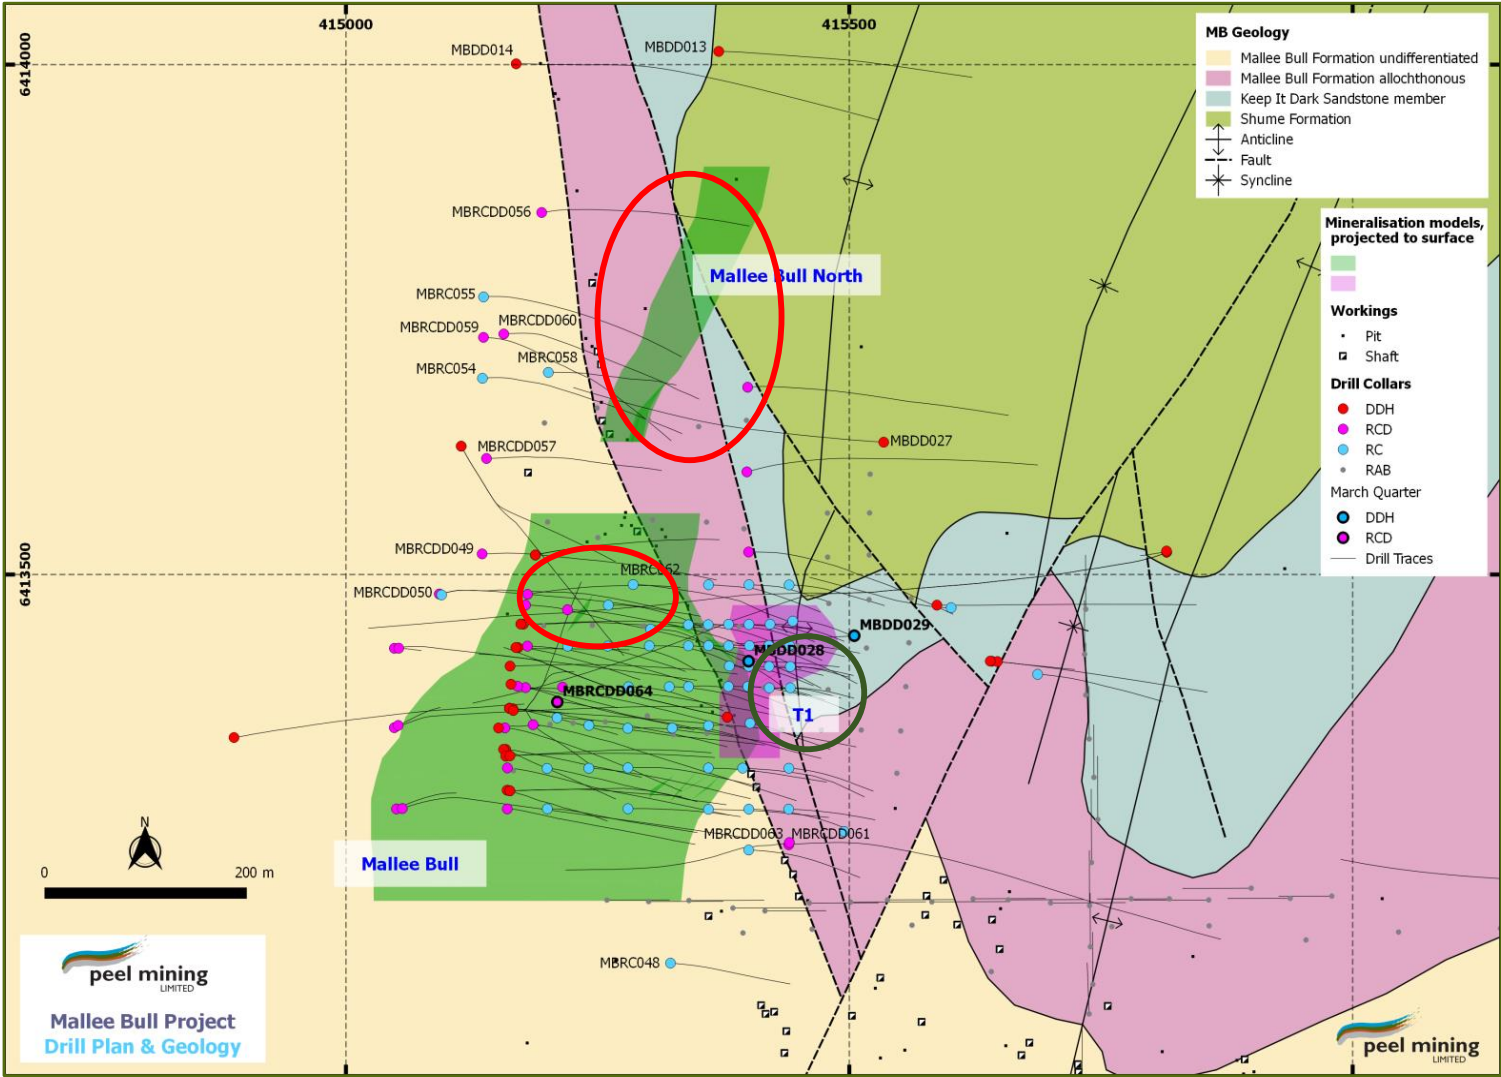 415000
415500
6414000
6413500
MBDD014
MBDD013
MBRCDD056
MBRC055
MBRCDD059
MBRCDD060
MBRC054
MBRC058
Mallee Bull North
MBDD027
MBRCDD057
MBRCDD049
MBRCDD050
MBDD029
MBDD028
MBRCDD064
T1
MBRCDD063
MBRCDD061
Mallee Bull
MBRC048
N
0
200 m
peel mining
LIMITED
Mallee Bull Project
Drill Plan & Geology
MB Geology
Mallee Bull Formation undifferentiated
Mallee Bull Formation allochthonous
Keep It Dark Sandstone member
Shume Formation
Anticline
Fault
Syncline
Mineralisation models,
projected to surface
Workings
Pit
Shaft
Drill Collars
DDH
RCD
RC
RAB
March Quarter
DDH
RCD
Drill Traces
peel mining
LIMITED